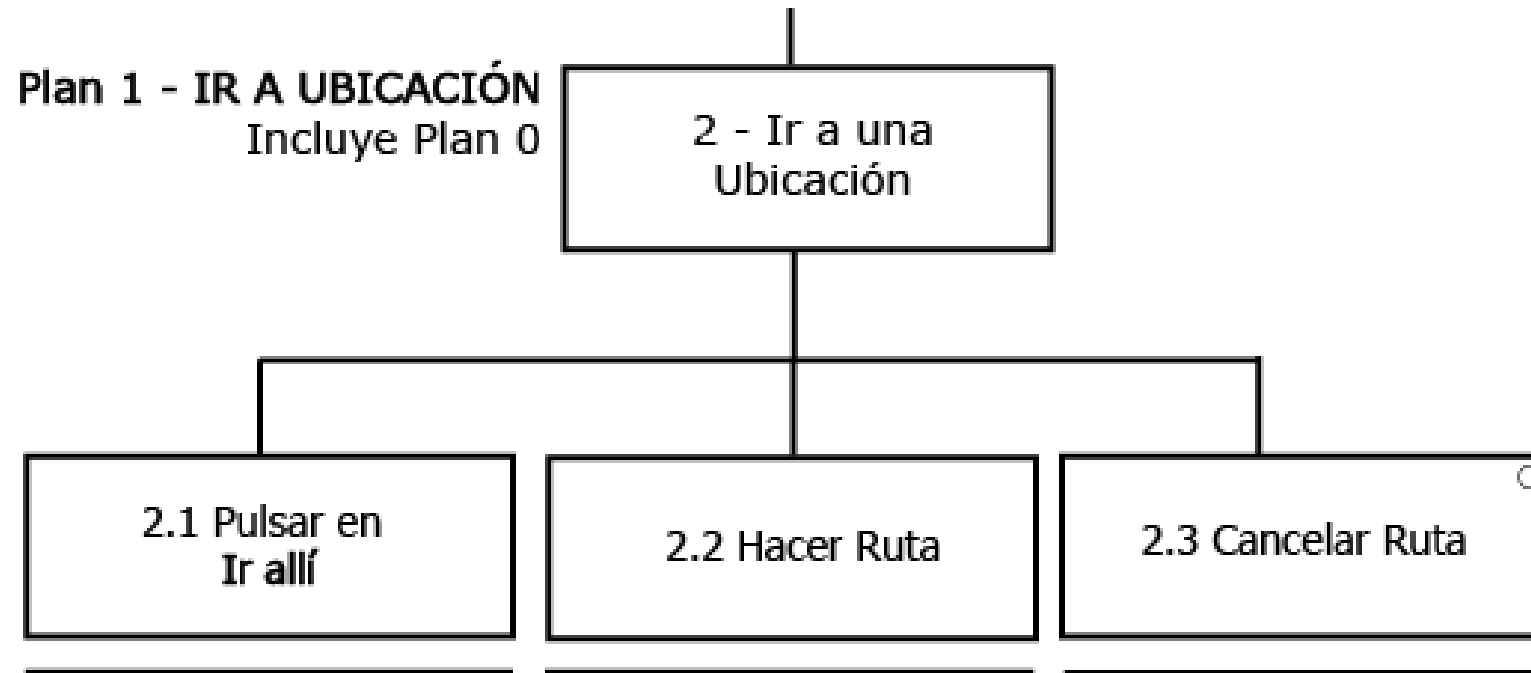 Plan 1 - IR A UBICACIÓN
Incluye Plan 0
2 - Ir a una
Ubicación
2.1 Pulsar en
Ir allí
2.2 Hacer Ruta
2.3 Cancelar Ruta